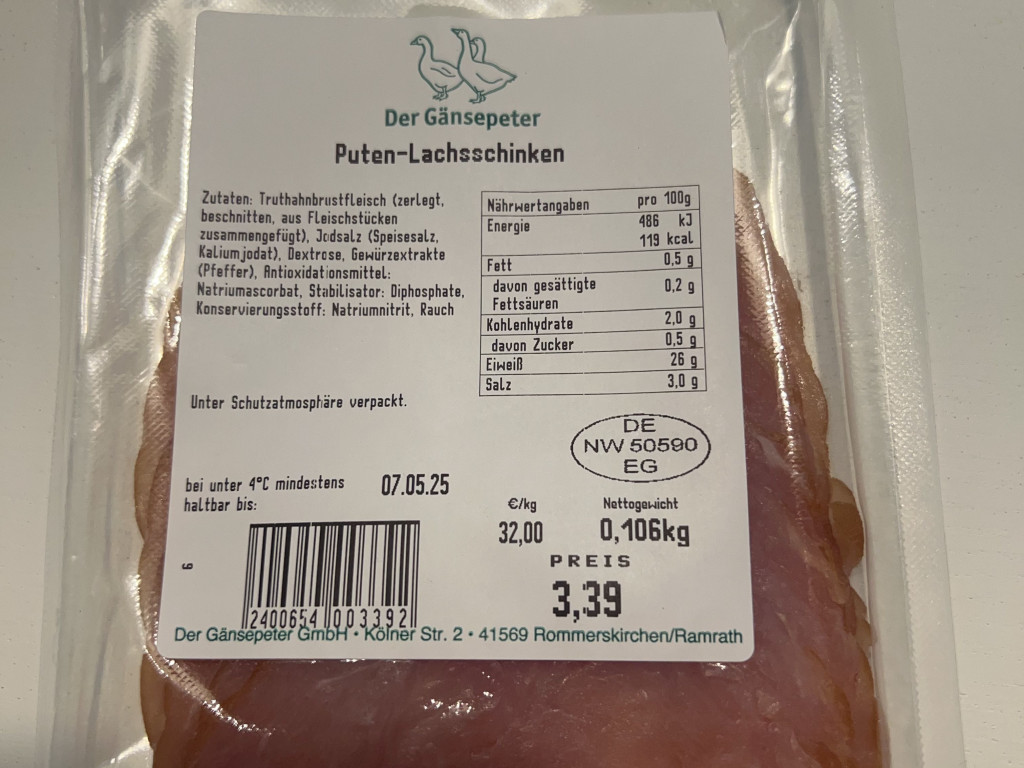 Der Gänsepeter
Puten-Lachsschinken
Zutaten: Truthahnbrustfleisch (zerlegt,
beschnitten, aus Fleischstücken
zusammengefügt), Jodsalz (Speisesalz,
Kaliumjodat), Dextrose, Gewürzextrakte
(Pfeffer), Antioxidationsmittel:
Natriumascorbat, Stabilisator: Diphosphate,
Konservierungsstoff: Natriumnitrit, Rauch
Nährwertangaben pro 100g
Energie 486 kJ
119 kcal
Fett 0,5 g
davon gesättigte 0,2 g
Fettsäuren
Kohlenhydrate 2,0 g
davon Zucker 0,5 g
Eiweiß 26 g
Salz 3,0 g
Unter Schutzatmosphäre verpackt.
DE
NW 50590
EG
bei unter 4°C mindestens 07.05.25
haltbar bis:
€/kg Nettogewicht
32,00 0,106kg
PREIS
3,39
6
2400654 003392
Der Gänsepeter GmbH • Kölner Str. 2 • 41569 Rommerskirchen/Ramrath